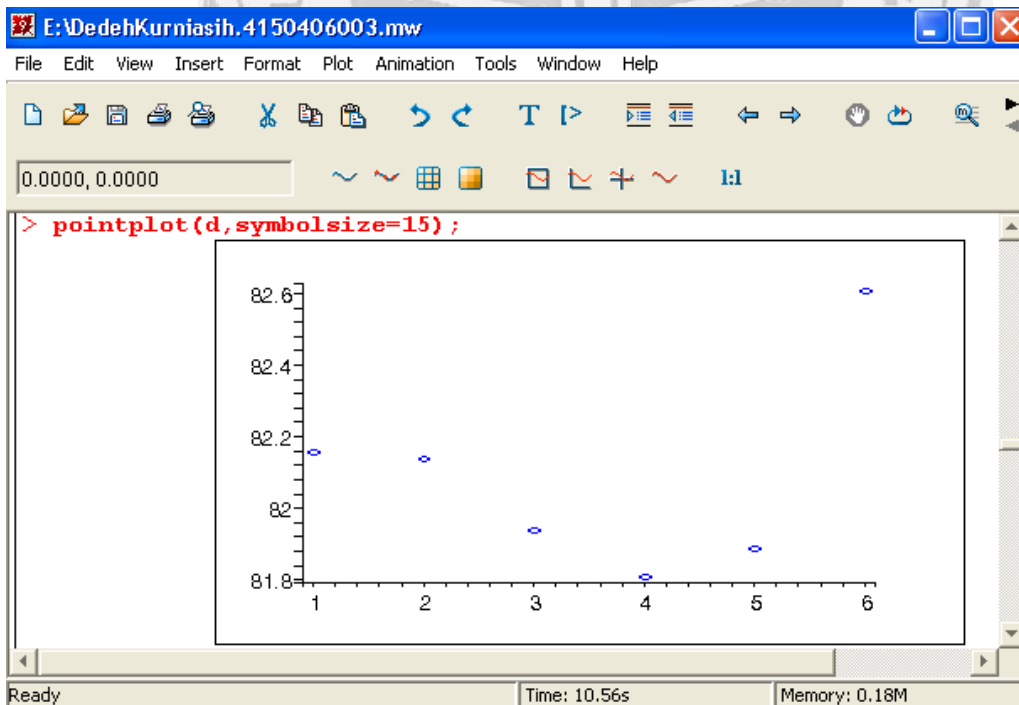 E:\DedehKurniasih.4150406003.mw
File Edit View Insert Format Plot Animation Tools Window Help
T [>
0.0000, 0.0000 1:1
> pointplot(d,symbolsize=15);
82.6
82.4
82.2
82
81.8
1 2 3 4 5 6
Ready Time: 10.56s Memory: 0.18M